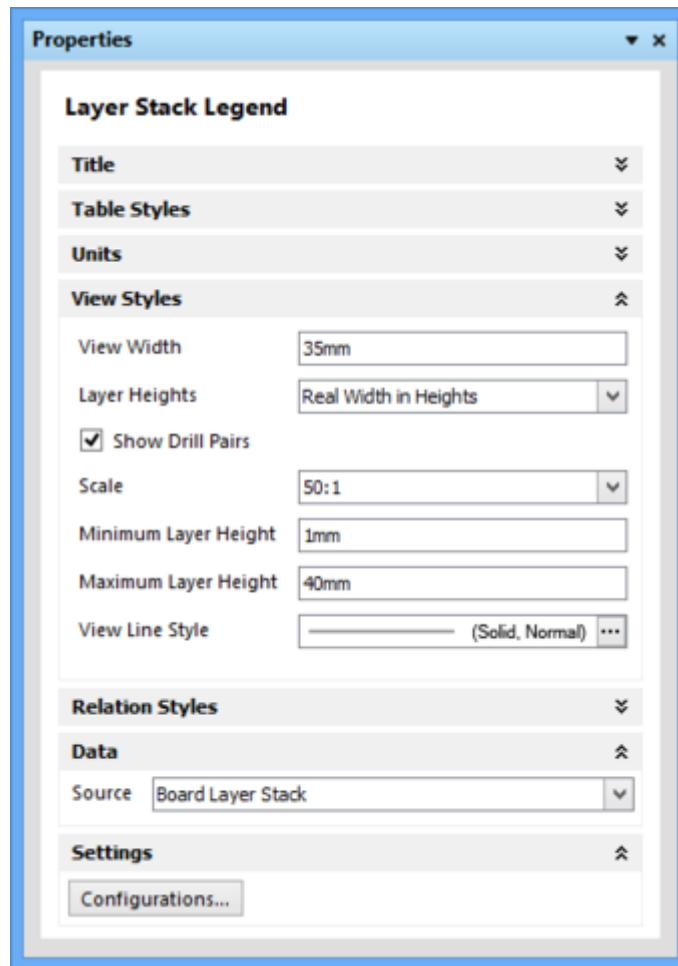 Properties
Layer Stack Legend
Title
Table Styles
Units
View Styles
View Width 35mm
Layer Heights Real Width in Heights
Show Drill Pairs
Scale 50:1
Minimum Layer Height 1mm
Maximum Layer Height 40mm
View Line Style (Solid, Normal) ...
Relation Styles
Data
Source Board Layer Stack
Settings
Configurations...